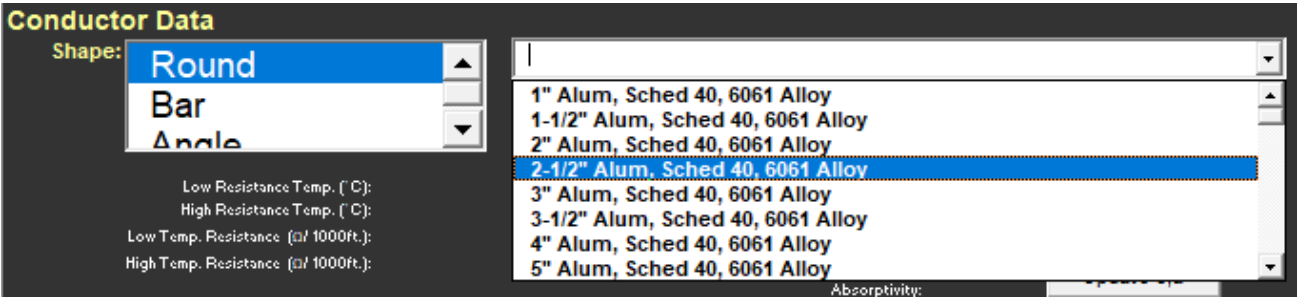 Conductor Data
Shape:
Round
Bar
Angle
1" Alum, Sched 40, 6061 Alloy
1-1/2" Alum, Sched 40, 6061 Alloy
2" Alum, Sched 40, 6061 Alloy
2-1/2" Alum, Sched 40, 6061 Alloy
3" Alum, Sched 40, 6061 Alloy
3-1/2" Alum, Sched 40, 6061 Alloy
4" Alum, Sched 40, 6061 Alloy
5" Alum, Sched 40, 6061 Alloy
Low Resistance Temp. (°C):
High Resistance Temp. (°C):
Low Temp. Resistance (Ω/ 1000ft.):
High Temp. Resistance (Ω/ 1000ft.):
Absorptivity: